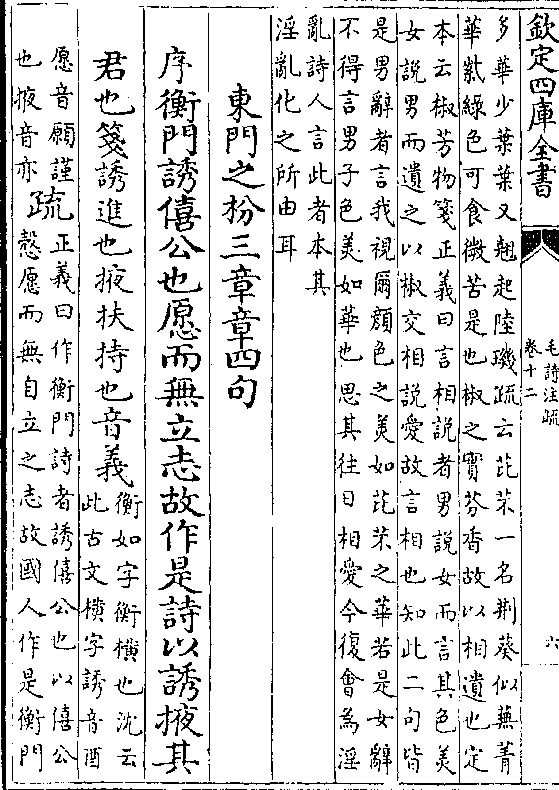 欽定四庫全書
毛詩注疏
卷十二
六
多華少葉葉又翹起陸璣疏云芘芣一名荆葵似蕪菁
華紫綠色可食微苦是也椒之實芬香故以相遺也定
本云椒芳物箋正義曰言相說者男說女而言其色美
女說男而遺之以椒交相說愛故言相也知此二句皆
是男辭者言我視爾顏色之美如芘芣之華若是女辭
不得言男子色美如華也思其往日相愛今復會為淫
亂詩人言此者本其
淫亂化之所由耳
東門之枌三章章四句
序衡門誘僖公也愿而無立志故作是詩以誘掖其
君也箋誘進也掖扶持也音義
衡如字衡橫也沈云
此古文橫字誘音酉
愿音願謹
也掖音亦
疏
正義曰作衡門詩者誘僖公也以僖公
慤愿而無自立之志故國人作是衡門